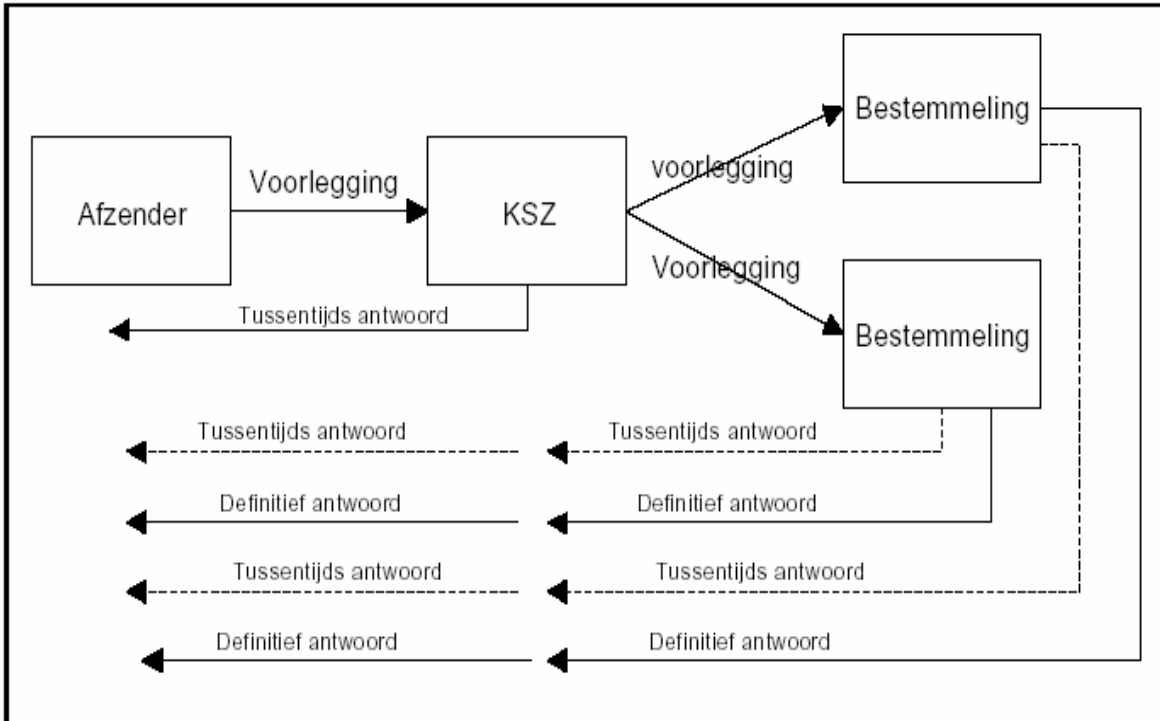 Bestemmeling
Voorlegging
voorlegging
Afzender
KSZ
Voorlegging
Tussentijds antwoord
Bestemmeling
Tussentijds antwoord
Tussentijds antwoord
Definitief antwoord
Definitief antwoord
Tussentijds antwoord
Tussentijds antwoord
Definitief antwoord
Definitief antwoord